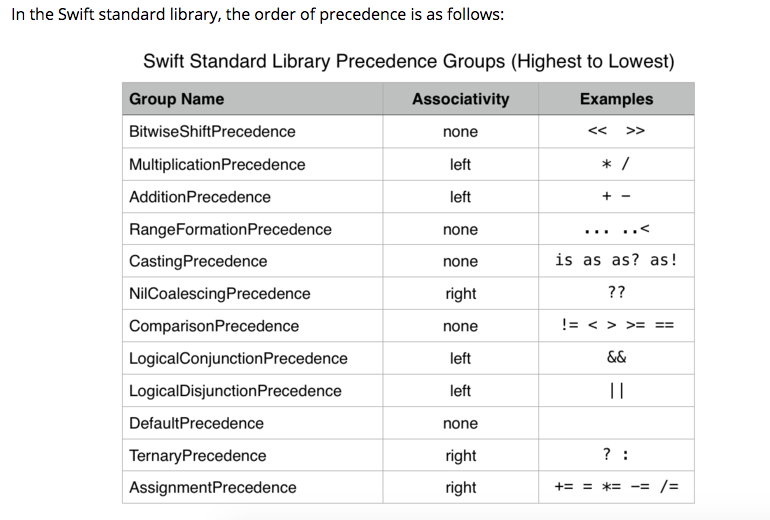 In the Swift standard library, the order of precedence is as follows:
Swift Standard Library Precedence Groups (Highest to Lowest)
Group Name Associativity Examples
BitwiseShiftPrecedence none << >>
MultiplicationPrecedence left * /
AdditionPrecedence left + -
RangeFormationPrecedence none ... ..<
CastingPrecedence none is as as? as!
NilCoalescingPrecedence right ??
ComparisonPrecedence none != < > >= ==
LogicalConjunctionPrecedence left &&
LogicalDisjunctionPrecedence left ||
DefaultPrecedence none
TernaryPrecedence right ? :
AssignmentPrecedence right += = *= -= /=